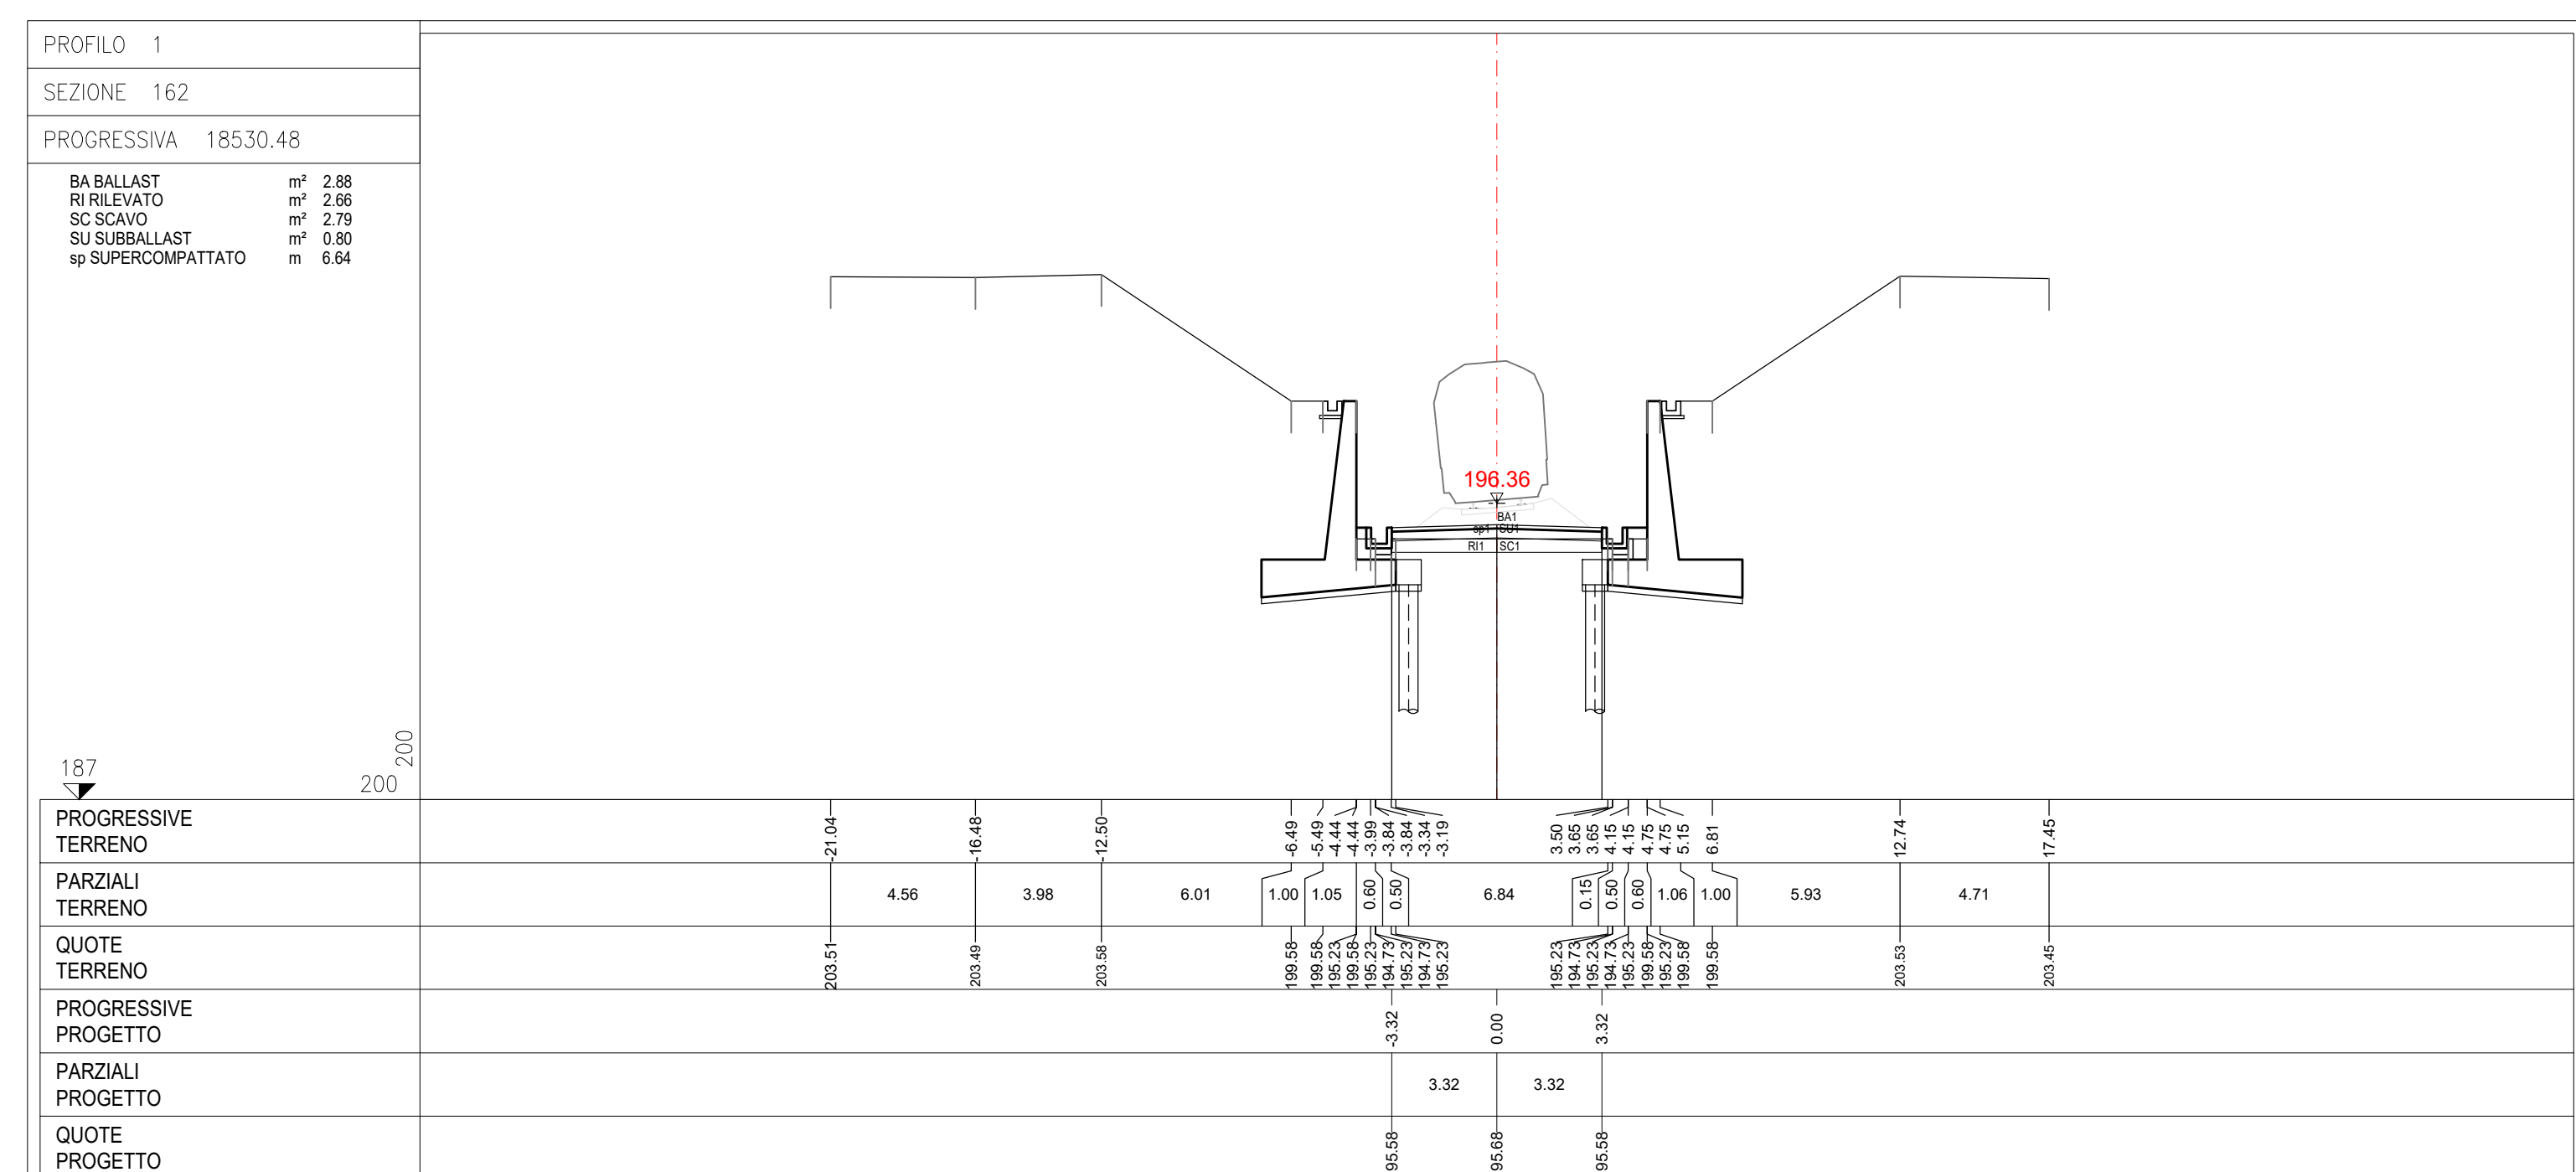 PROFILO 1
SEZIONE 162
PROGRESSIVA 18530.48
BA BALLAST m² 2.88
RI RILEVATO m² 2.66
SC SCAVO m² 2.79
SU SUBBALLAST m² 0.80
sp SUPERCOMPATTATO m 6.64
196.36
BA1
sp1 SU1
RI1 SC1
200
187
200
PROGRESSIVE
TERRENO
-21.04 -16.48 -12.50 -6.49 -5.49 -4.44 -4.44 -3.99 -3.84 -3.84 -3.34 -3.19 3.50 3.65 3.65 4.15 4.15 4.75 4.75 5.15 6.81 12.74 17.45
PARZIALI
TERRENO
4.56 3.98 6.01 1.00 1.05 0.60 0.50 6.84 0.15 0.50 0.60 1.06 1.00 5.93 4.71
QUOTE
TERRENO
203.51 203.49 203.58 199.58 199.58 195.23 199.58 195.23 194.73 195.23 194.73 195.23 195.23 194.73 195.23 194.73 195.23 199.58 195.23 199.58 199.58 203.53 203.45
PROGRESSIVE
PROGETTO
-3.32 0.00 3.32
PARZIALI
PROGETTO
3.32 3.32
QUOTE
PROGETTO
95.58 95.68 95.58